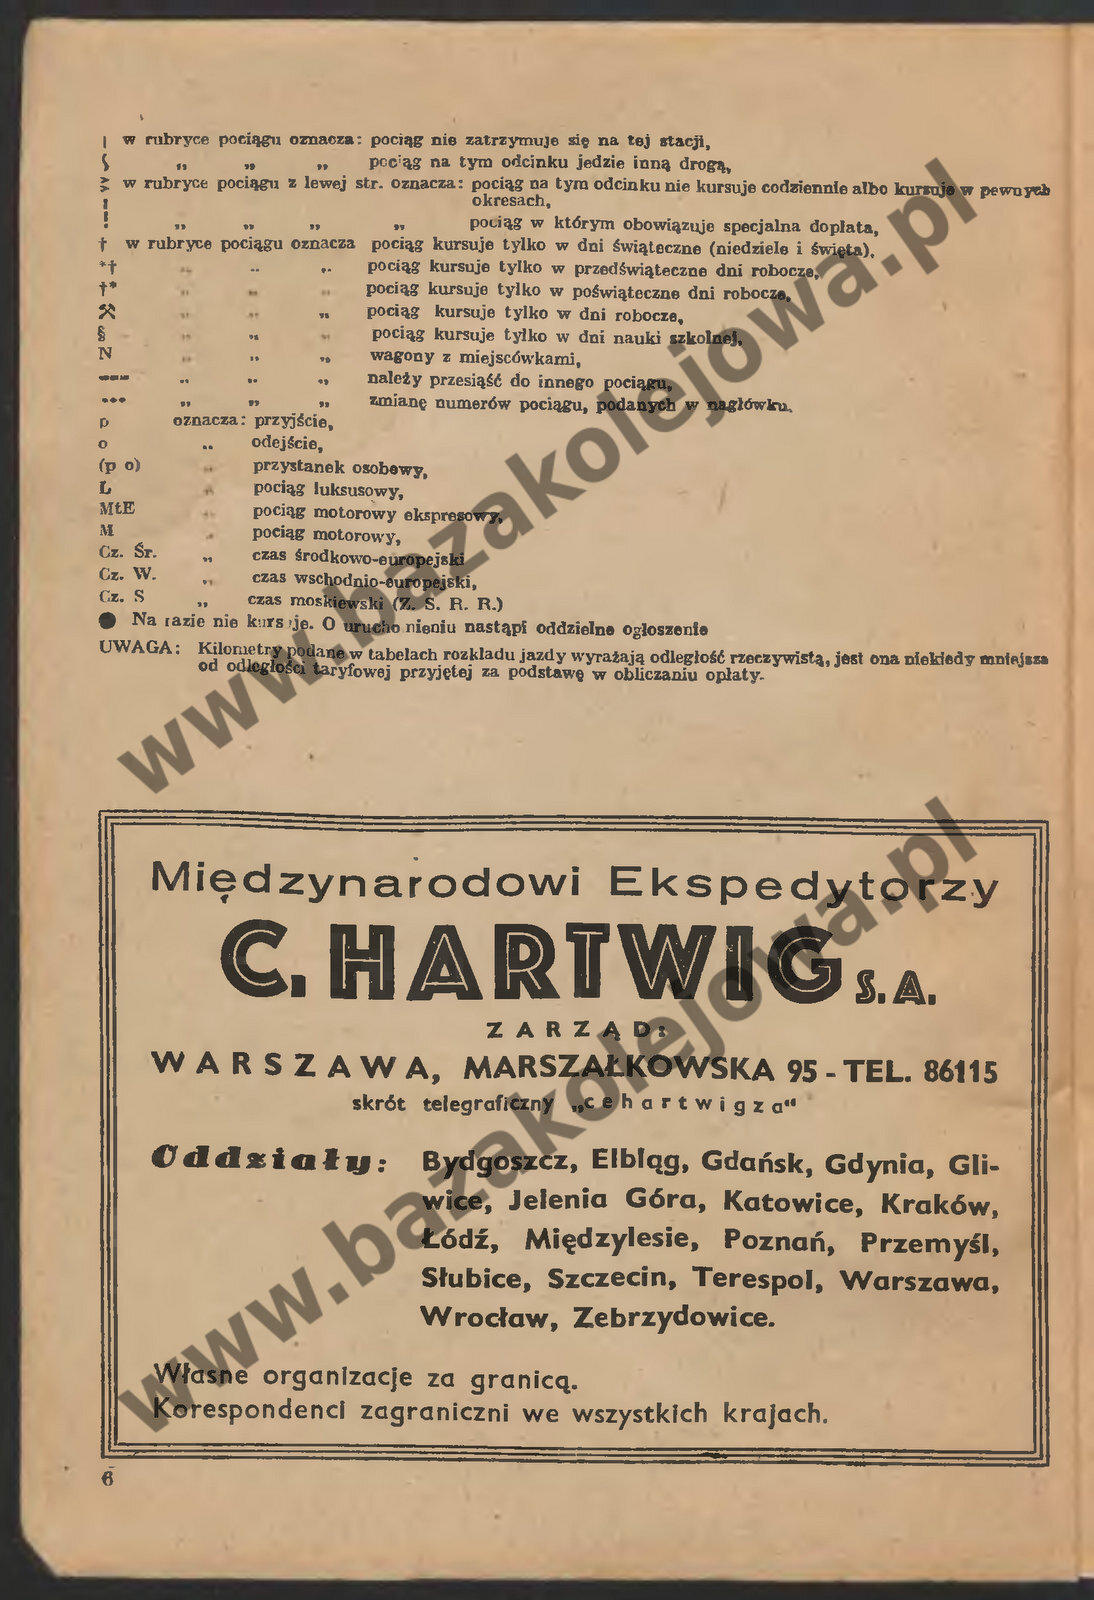 | w rubryce pociągu oznacza: pociąg nie zatrzymuje się na tej stacji,
⌇ „ „ „ pociąg na tym odcinku jedzie inną drogą,
w rubryce pociągu z lewej str. oznacza: pociąg na tym odcinku nie kursuje codziennie albo kursuje w pewnych
okresach,
! „ „ „ „ pociąg w którym obowiązuje specjalna dopłata,
† w rubryce pociągu oznacza pociąg kursuje tylko w dni świąteczne (niedziele i święta),
*† „ „ „ pociąg kursuje tylko w przedświąteczne dni robocze,
†* „ „ „ pociąg kursuje tylko w poświąteczne dni robocze,
⚒ „ „ „ pociąg kursuje tylko w dni robocze,
§ „ „ „ pociąg kursuje tylko w dni nauki szkolnej,
N „ „ „ wagony z miejscówkami,
— „ „ „ należy przesiąść do innego pociągu,
••• „ „ „ zmianę numerów pociągu, podanych w nagłówku.
p oznacza: przyjście,
o „ odejście,
(p o) „ przystanek osobowy,
L „ pociąg luksusowy,
MtE „ pociąg motorowy ekspresowy,
M „ pociąg motorowy,
Cz. Śr. „ czas środkowo-europejski
Cz. W. „ czas wschodnio-europejski,
Cz. S „ czas moskiewski (Z. S. R. R.)
● Na razie nie kursuje. O uruchomieniu nastąpi oddzielne ogłoszenie
UWAGA: Kilometry podane w tabelach rozkładu jazdy wyrażają odległość rzeczywistą, jest ona niekiedy mniejsza
od odległości taryfowej przyjętej za podstawę w obliczaniu opłaty.
www.bazakolejowa.pl
Międzynarodowi Ekspedytorzy
C. HARTWIG S. A.
ZARZĄD:
WARSZAWA, MARSZAŁKOWSKA 95 - TEL. 86115
skrót telegraficzny „cehartwigza“
Oddziały: Bydgoszcz, Elbląg, Gdańsk, Gdynia, Gli-
wice, Jelenia Góra, Katowice, Kraków,
Łódź, Międzylesie, Poznań, Przemyśl,
Słubice, Szczecin, Terespol, Warszawa,
Wrocław, Zebrzydowice.
Własne organizacje za granicą.
Korespondenci zagraniczni we wszystkich krajach.
www.bazakolejowa.pl
6